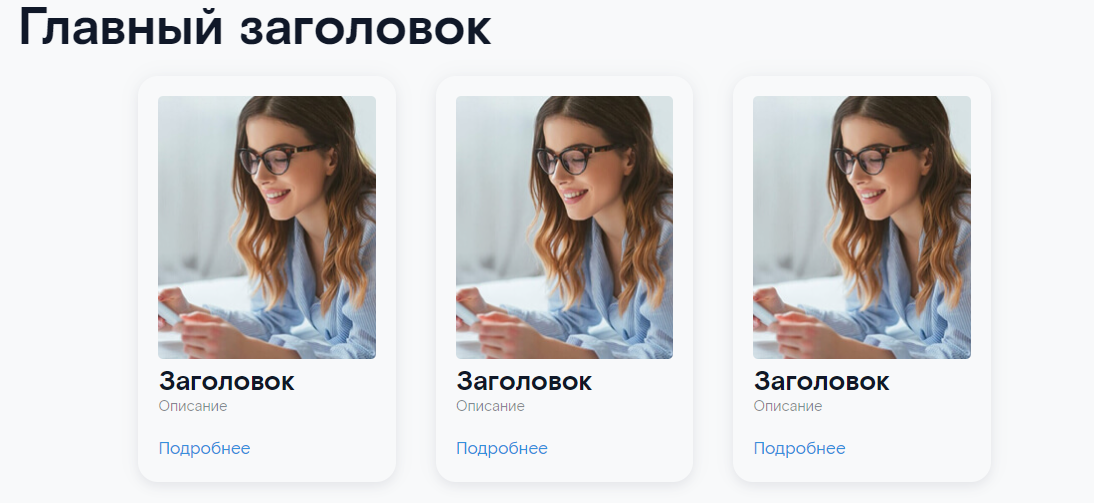 Главный заголовок
Заголовок
Описание
Подробнее
Заголовок
Описание
Подробнее
Заголовок
Описание
Подробнее